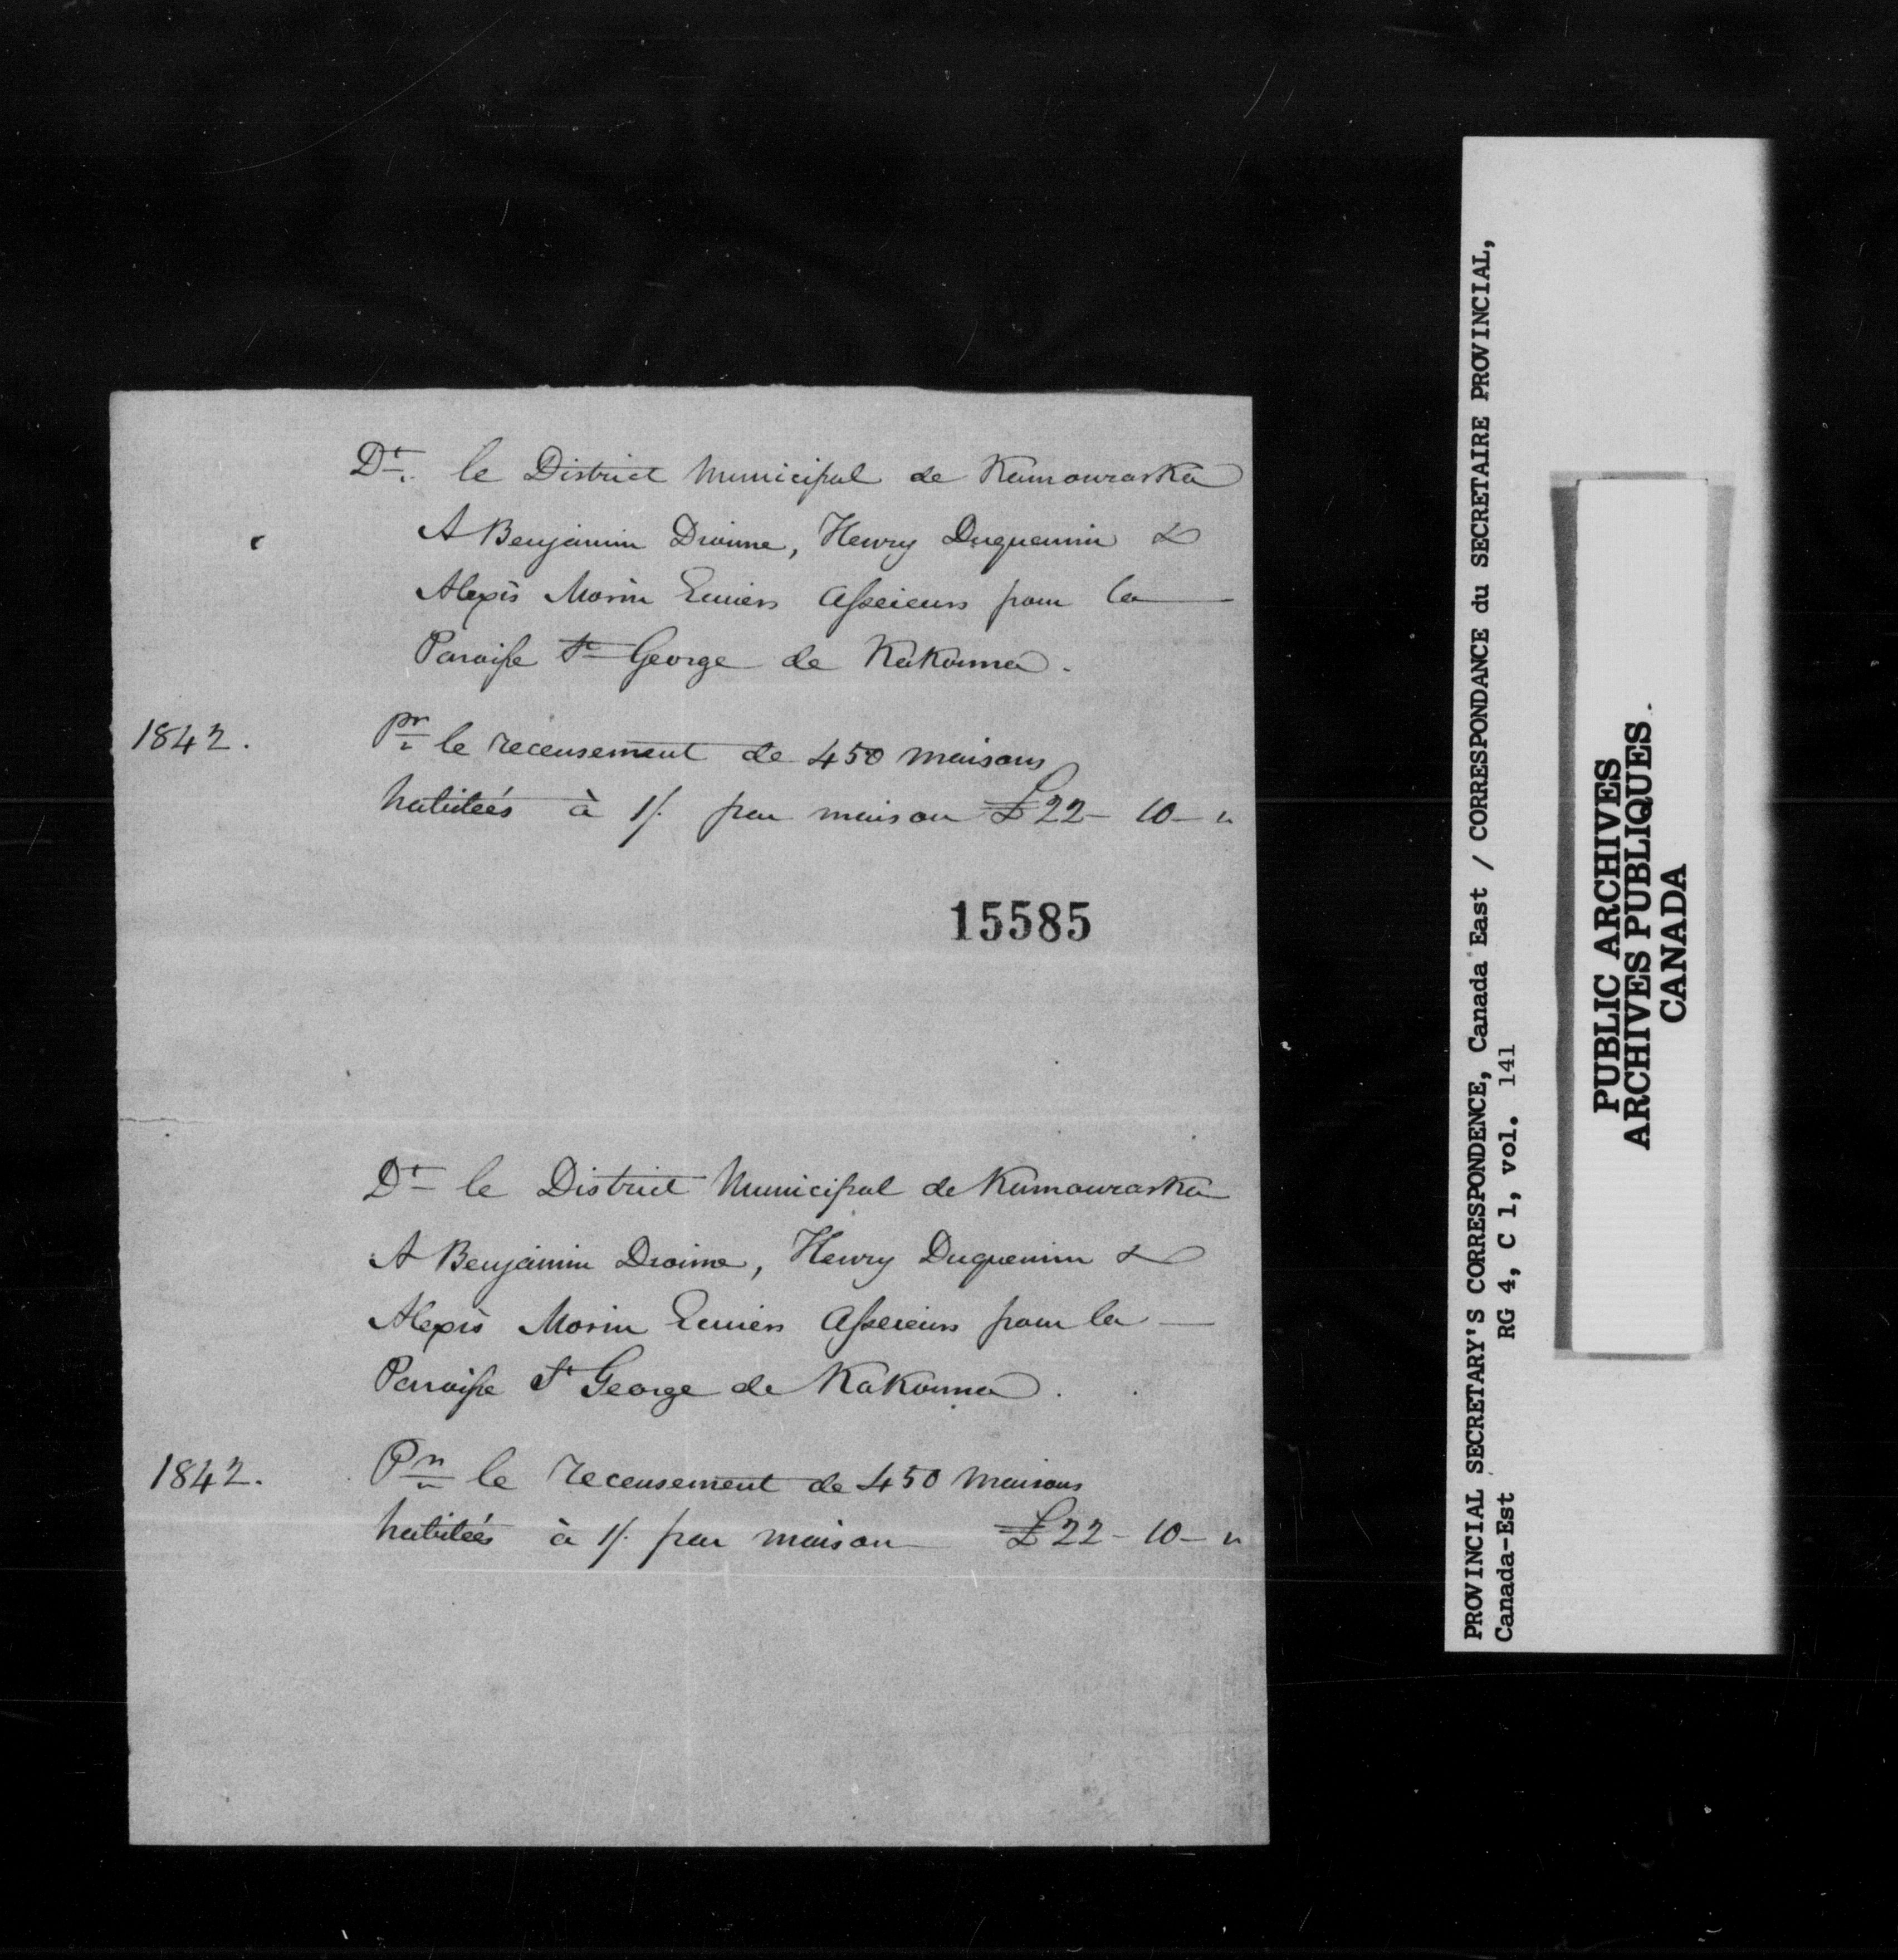 Dt. le District Municipal de Kamouraska
A Benjamin Dionne, Henry Duquemin &
Alexis Morin Ecuiers Assesseurs pour la
Paroisse St George de Kakouna.
1842. Pr le recensement de 450 maisons
habitées à 1/. par maison £22-10-"
15585
Dt le District Municipal de Kamouraska
A Benjamin Dionne, Henry Duquemin &
Alexis Morin Ecuiers Assesseurs pour la
Paroisse St George de Kakouna.
1842. Pr le recensement de 450 maisons
habitées à 1/. par maison £22-10-"
PROVINCIAL SECRETARY'S CORRESPONDENCE, Canada East / CORRESPONDANCE du SECRETAIRE PROVINCIAL,
Canada-Est RG 4, C 1, vol. 141
PUBLIC ARCHIVES
ARCHIVES PUBLIQUES
CANADA